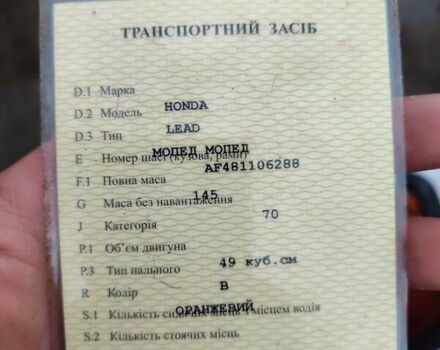 ТРАНСПОРТНИЙ ЗАСІБ
D.1 Марка
HONDA
D.2 Модель
LEAD
D.3 Тип
МОПЕД МОПЕД
E Номер шасі (кузова, рами)
AF481106288
F.1 Повна маса
145
G Маса без навантаження
70
J Категорія
P.1 Об'єм двигуна
49 куб.см
P.3 Тип пального
B
R Колір
ОРАНЖЕВИЙ
S.1 Кількість сидячих місць з місцем водія
S.2 Кількість стоячих місць